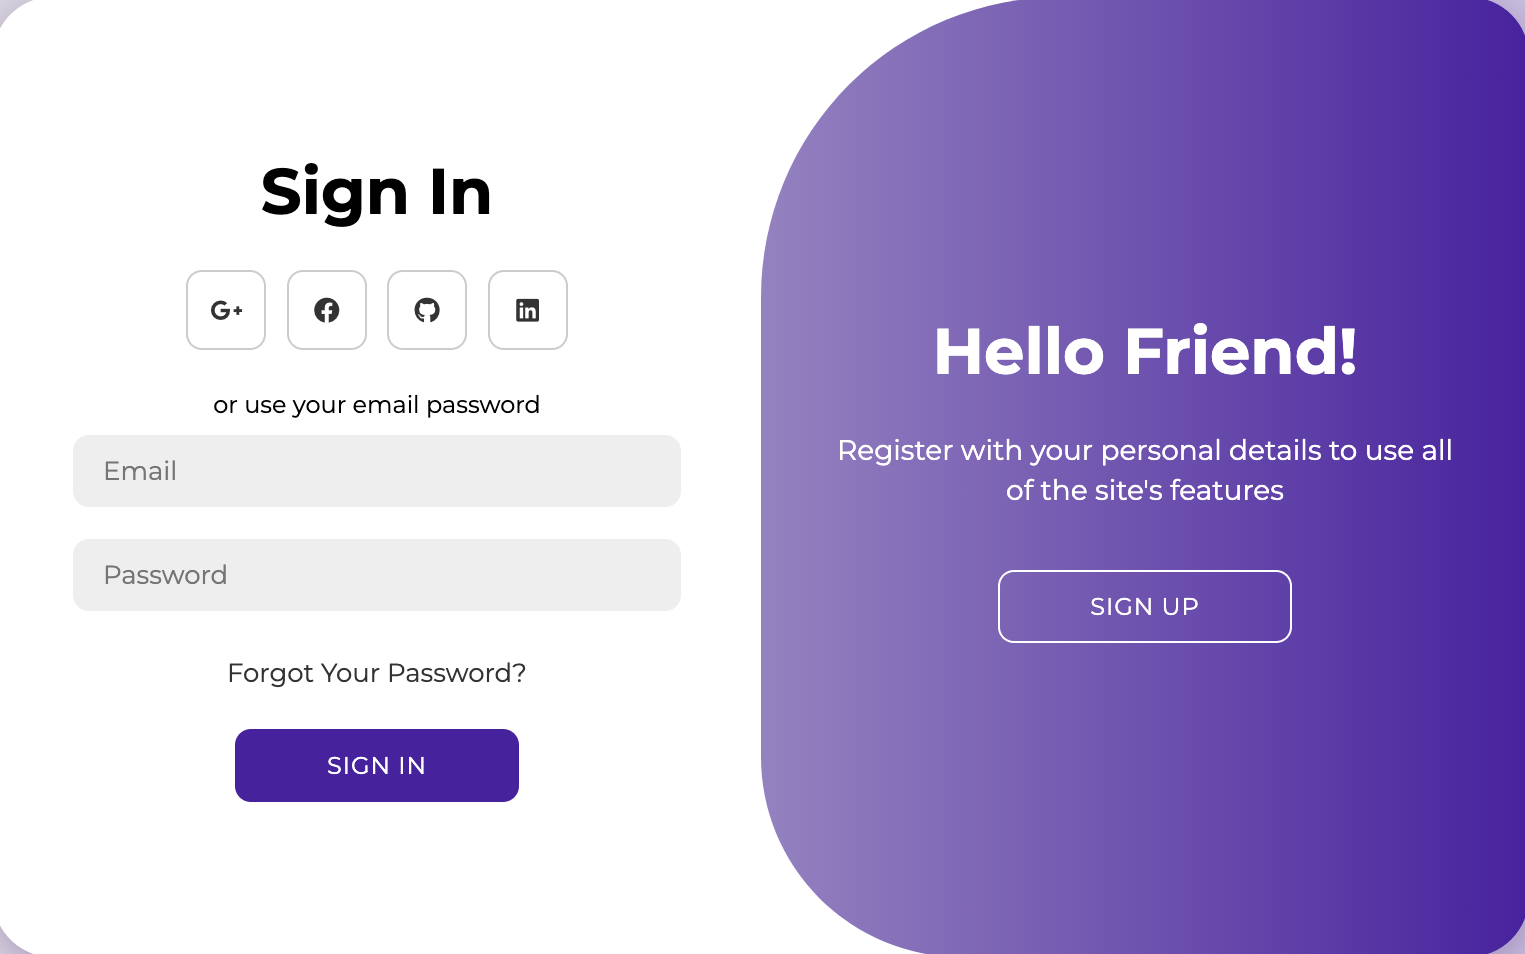 Sign In
G+
in
or use your email password
Email
Password
Forgot Your Password?
SIGN IN
Hello Friend!
Register with your personal details to use all
of the site's features
SIGN UP